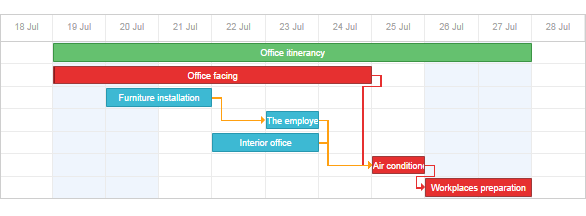 18 Jul 19 Jul 20 Jul 21 Jul 22 Jul 23 Jul 24 Jul 25 Jul 26 Jul 27 Jul 28 Jul
Office itinerancy
Office facing
Furniture installation
The employe
Interior office
Air condition
Workplaces preparation